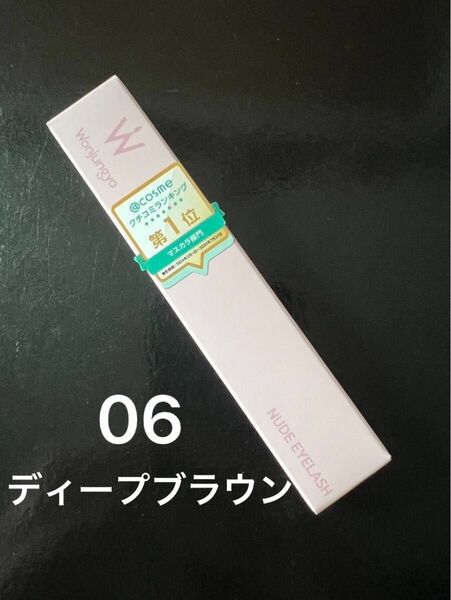 W
Wonjungyo
@cosme
クチコミランキング
★★★★★★★
第1位
マスカラ部門
NUDE EYELASH
06
ディープブラウン